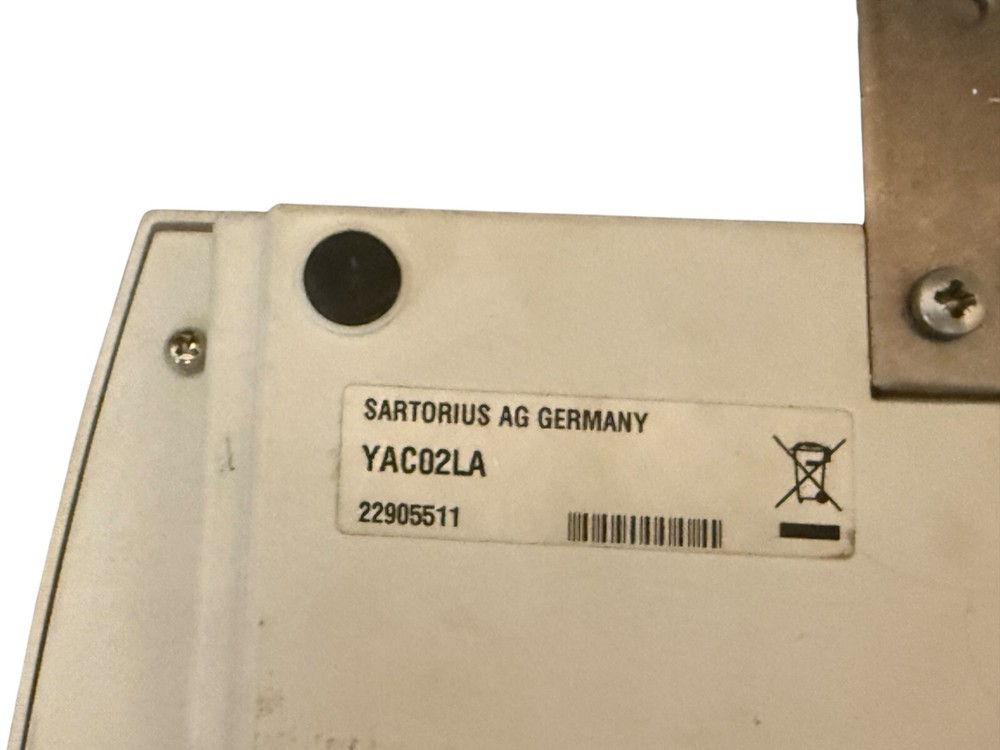 SARTORIUS AG GERMANY
YAC02LA
22905511